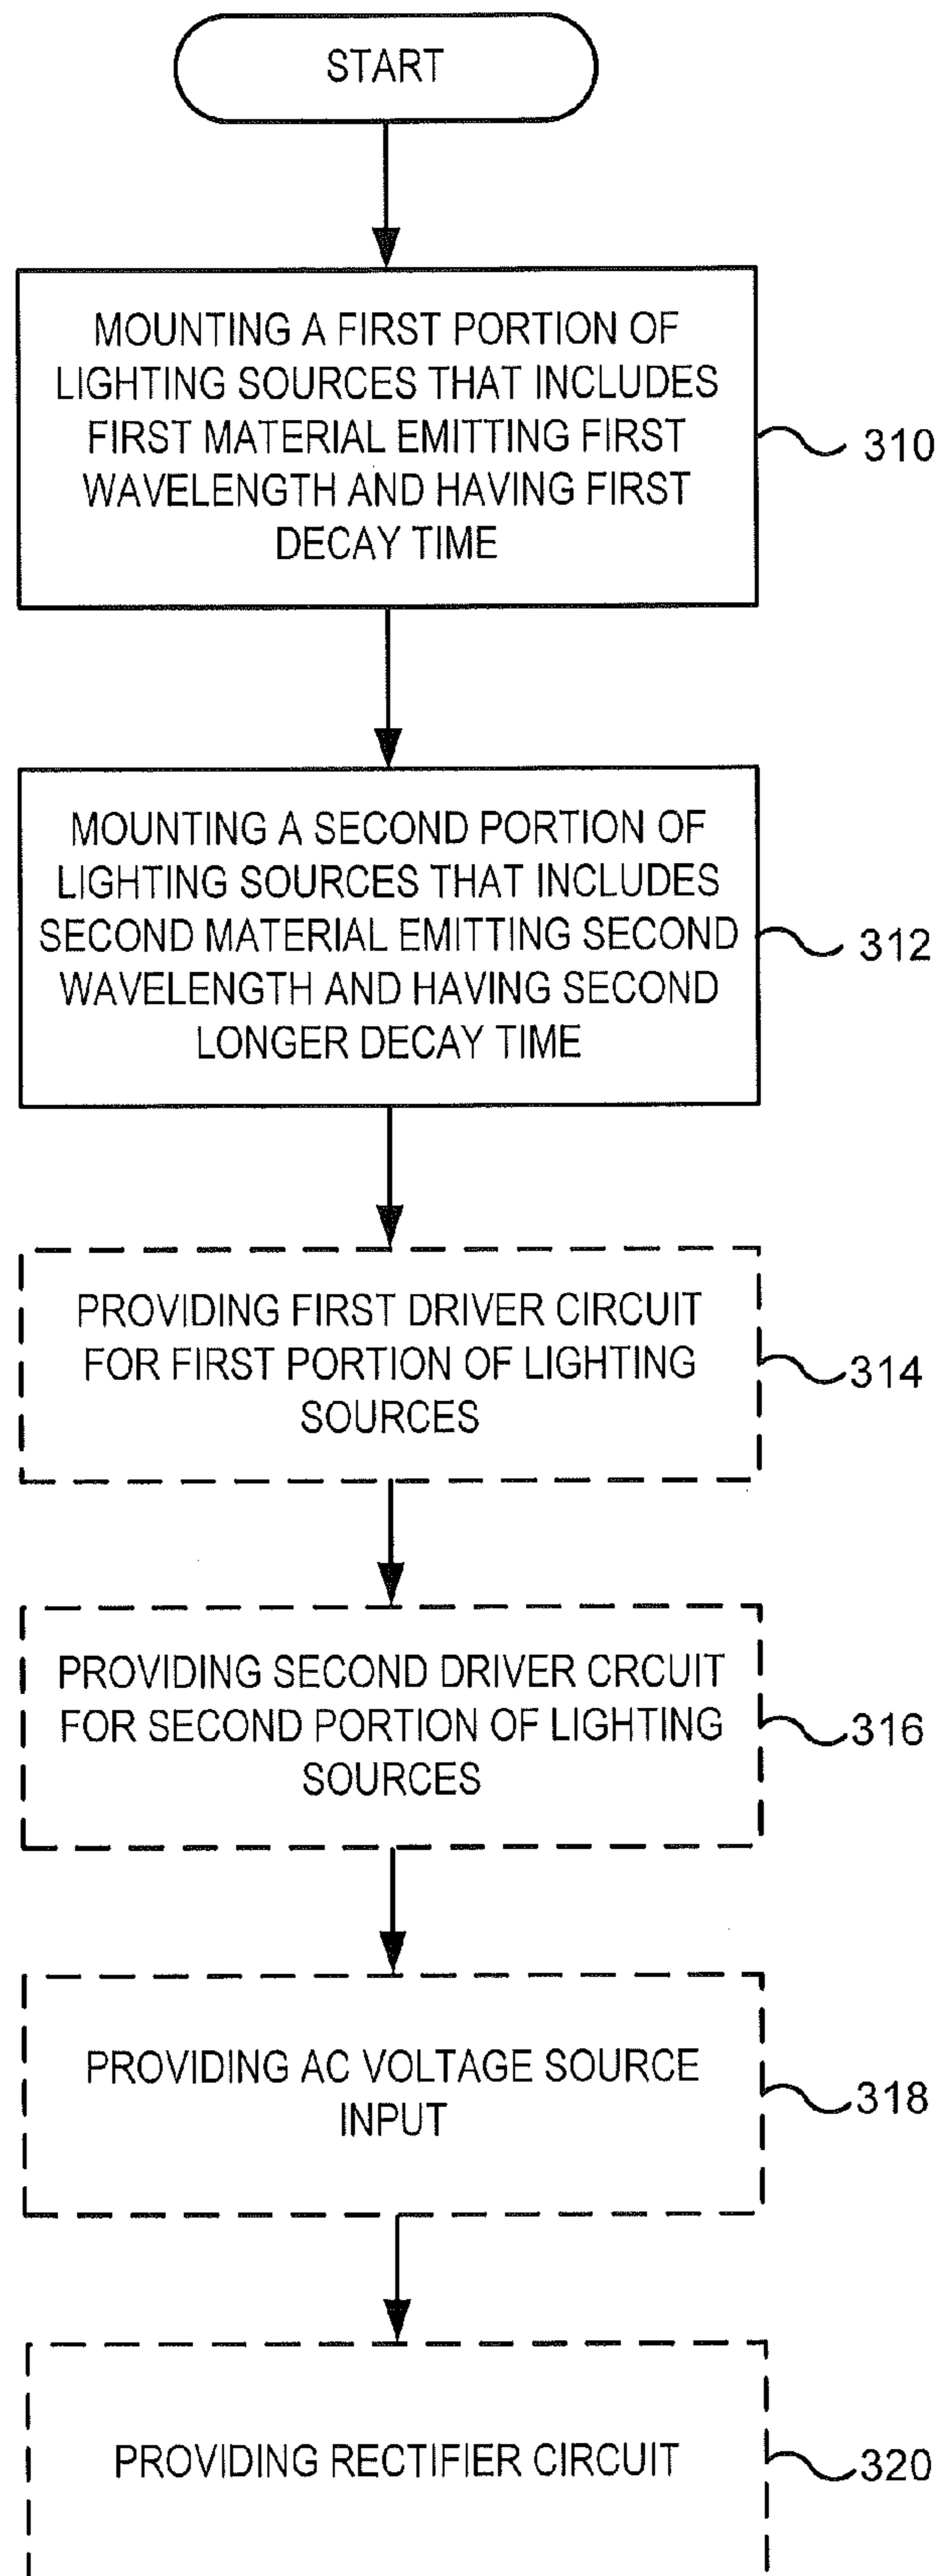 START
MOUNTING A FIRST PORTION OF
LIGHTING SOURCES THAT INCLUDES
FIRST MATERIAL EMITTING FIRST
WAVELENGTH AND HAVING FIRST
DECAY TIME
310
MOUNTING A SECOND PORTION OF
LIGHTING SOURCES THAT INCLUDES
SECOND MATERIAL EMITTING SECOND
WAVELENGTH AND HAVING SECOND
LONGER DECAY TIME
312
PROVIDING FIRST DRIVER CIRCUIT
FOR FIRST PORTION OF LIGHTING
SOURCES
314
PROVIDING SECOND DRIVER CRCUIT
FOR SECOND PORTION OF LIGHTING
SOURCES
316
PROVIDING AC VOLTAGE SOURCE
INPUT
318
PROVIDING RECTIFIER CIRCUIT
320